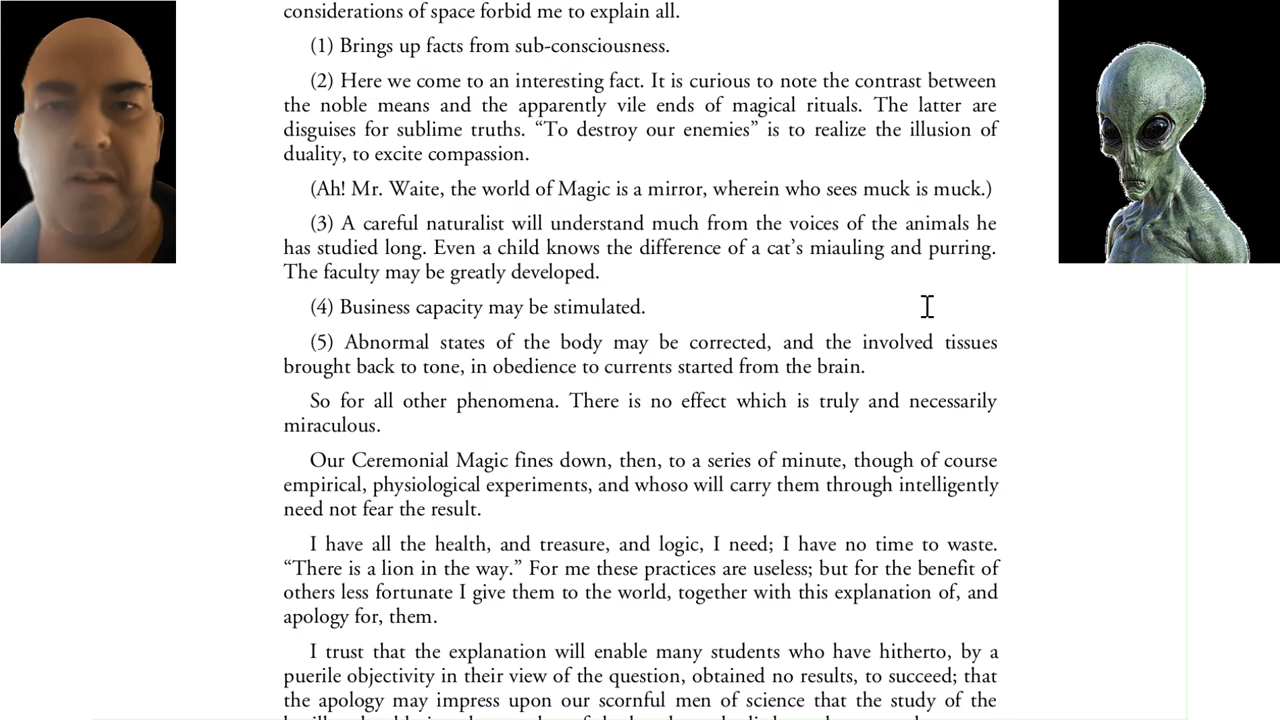 considerations of space forbid me to explain all.
(1) Brings up facts from sub-consciousness.
(2) Here we come to an interesting fact. It is curious to note the contrast between
the noble means and the apparently vile ends of magical rituals. The latter are
disguises for sublime truths. “To destroy our enemies” is to realize the illusion of
duality, to excite compassion.
(Ah! Mr. Waite, the world of Magic is a mirror, wherein who sees muck is muck.)
(3) A careful naturalist will understand much from the voices of the animals he
has studied long. Even a child knows the difference of a cat’s miauling and purring.
The faculty may be greatly developed.
(4) Business capacity may be stimulated.
(5) Abnormal states of the body may be corrected, and the involved tissues
brought back to tone, in obedience to currents started from the brain.
So for all other phenomena. There is no effect which is truly and necessarily
miraculous.
Our Ceremonial Magic fines down, then, to a series of minute, though of course
empirical, physiological experiments, and whoso will carry them through intelligently
need not fear the result.
I have all the health, and treasure, and logic, I need; I have no time to waste.
“There is a lion in the way.” For me these practices are useless; but for the benefit of
others less fortunate I give them to the world, together with this explanation of, and
apology for, them.
I trust that the explanation will enable many students who have hitherto, by a
puerile objectivity in their view of the question, obtained no results, to succeed; that
the apology may impress upon our scornful men of science that the study of the